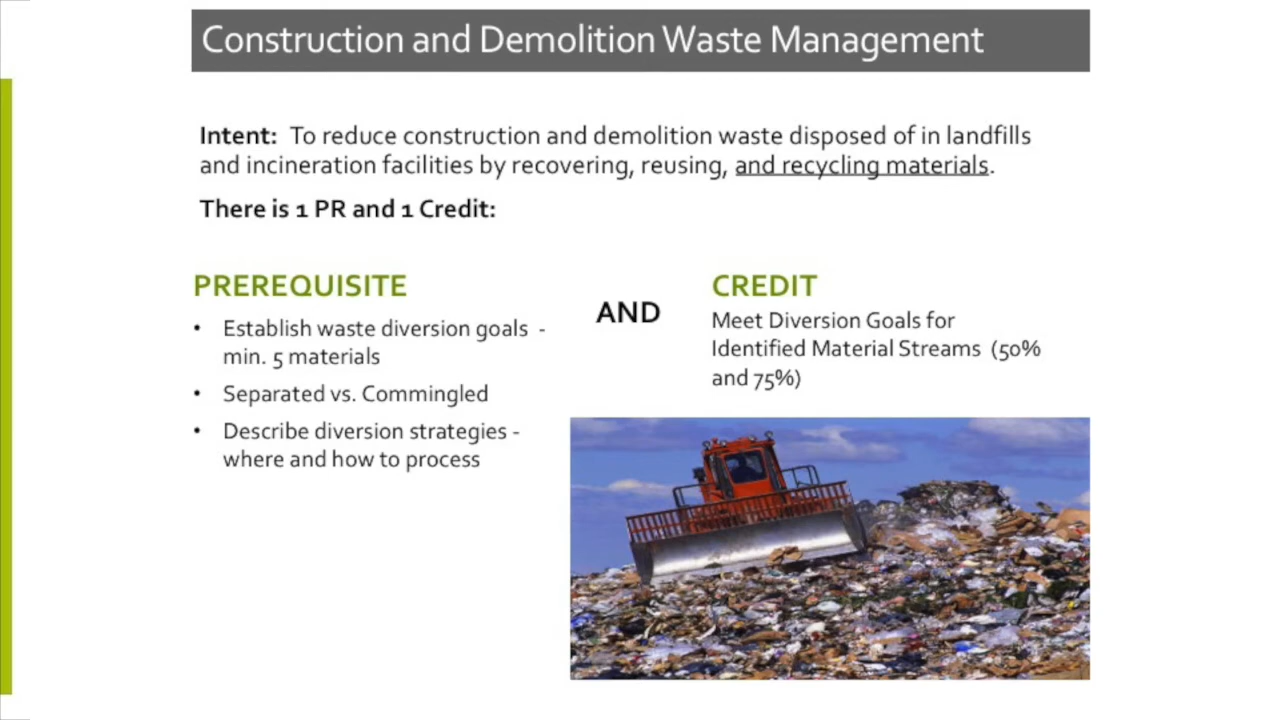 Construction and Demolition Waste Management
Intent: To reduce construction and demolition waste disposed of in landfills
and incineration facilities by recovering, reusing, and recycling materials.
There is 1 PR and 1 Credit:
PREREQUISITE
• Establish waste diversion goals -
min. 5 materials
• Separated vs. Commingled
• Describe diversion strategies -
where and how to process
AND
CREDIT
Meet Diversion Goals for
Identified Material Streams (50%
and 75%)